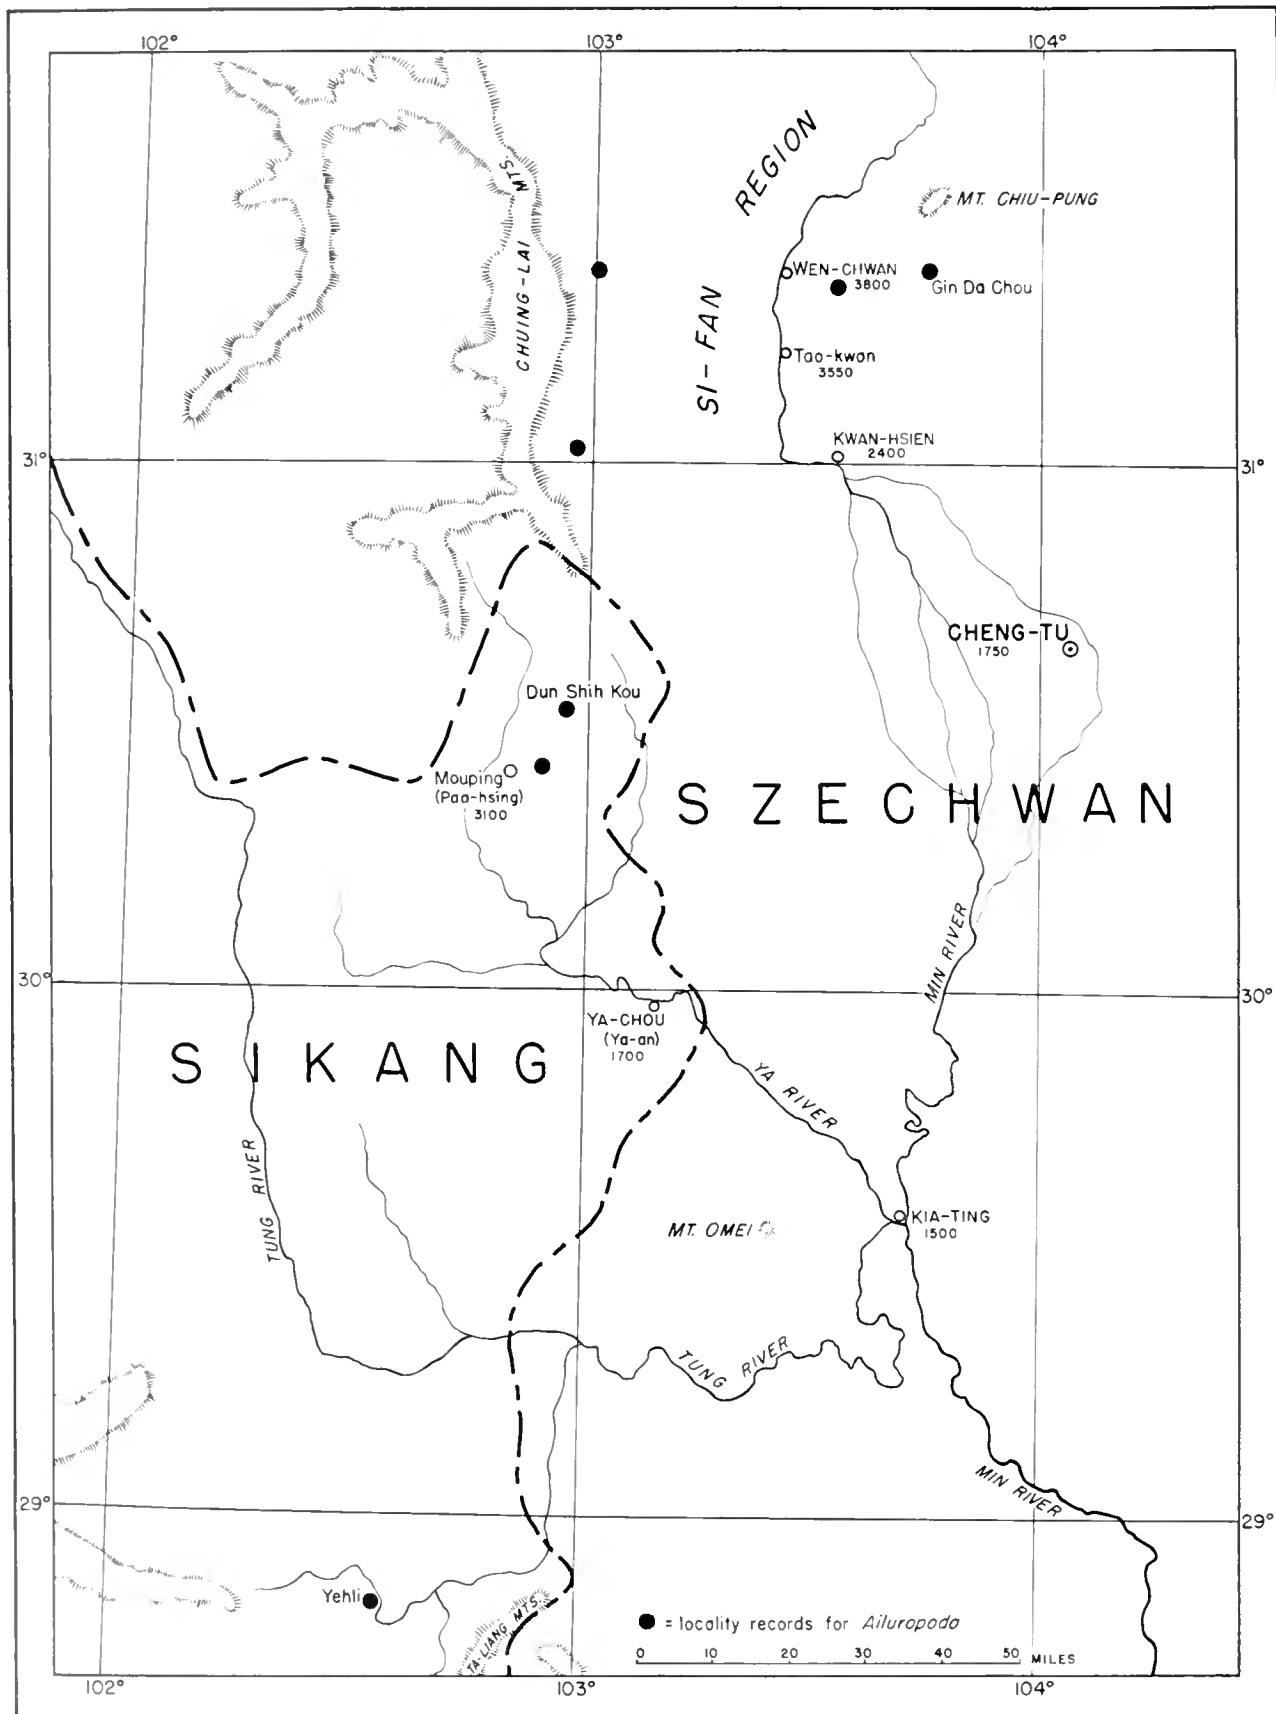 102° 103° 104°
SI-FAN REGION
MT. CHIU-PUNG
CHUING-LAI MTS.
WEN-CHWAN
3800
Gin Da Chou
Tao-kwan
3550
KWAN-HSIEN
2400
31° 31°
CHENG-TU
1750
Dun Shih Kou
Mouping
(Pao-hsing)
3100
SZECHWAN
MIN RIVER
30° 30°
YA-CHOU
(Ya-an)
1700
SIKANG
YA RIVER
TUNG RIVER
KIA-TING
1500
MT. OMEI
TUNG RIVER
MIN RIVER
29° 29°
Yehli
TA-LIANG MTS.
= locality records for Ailuropoda
0 10 20 30 40 50 MILES
102° 103° 104°